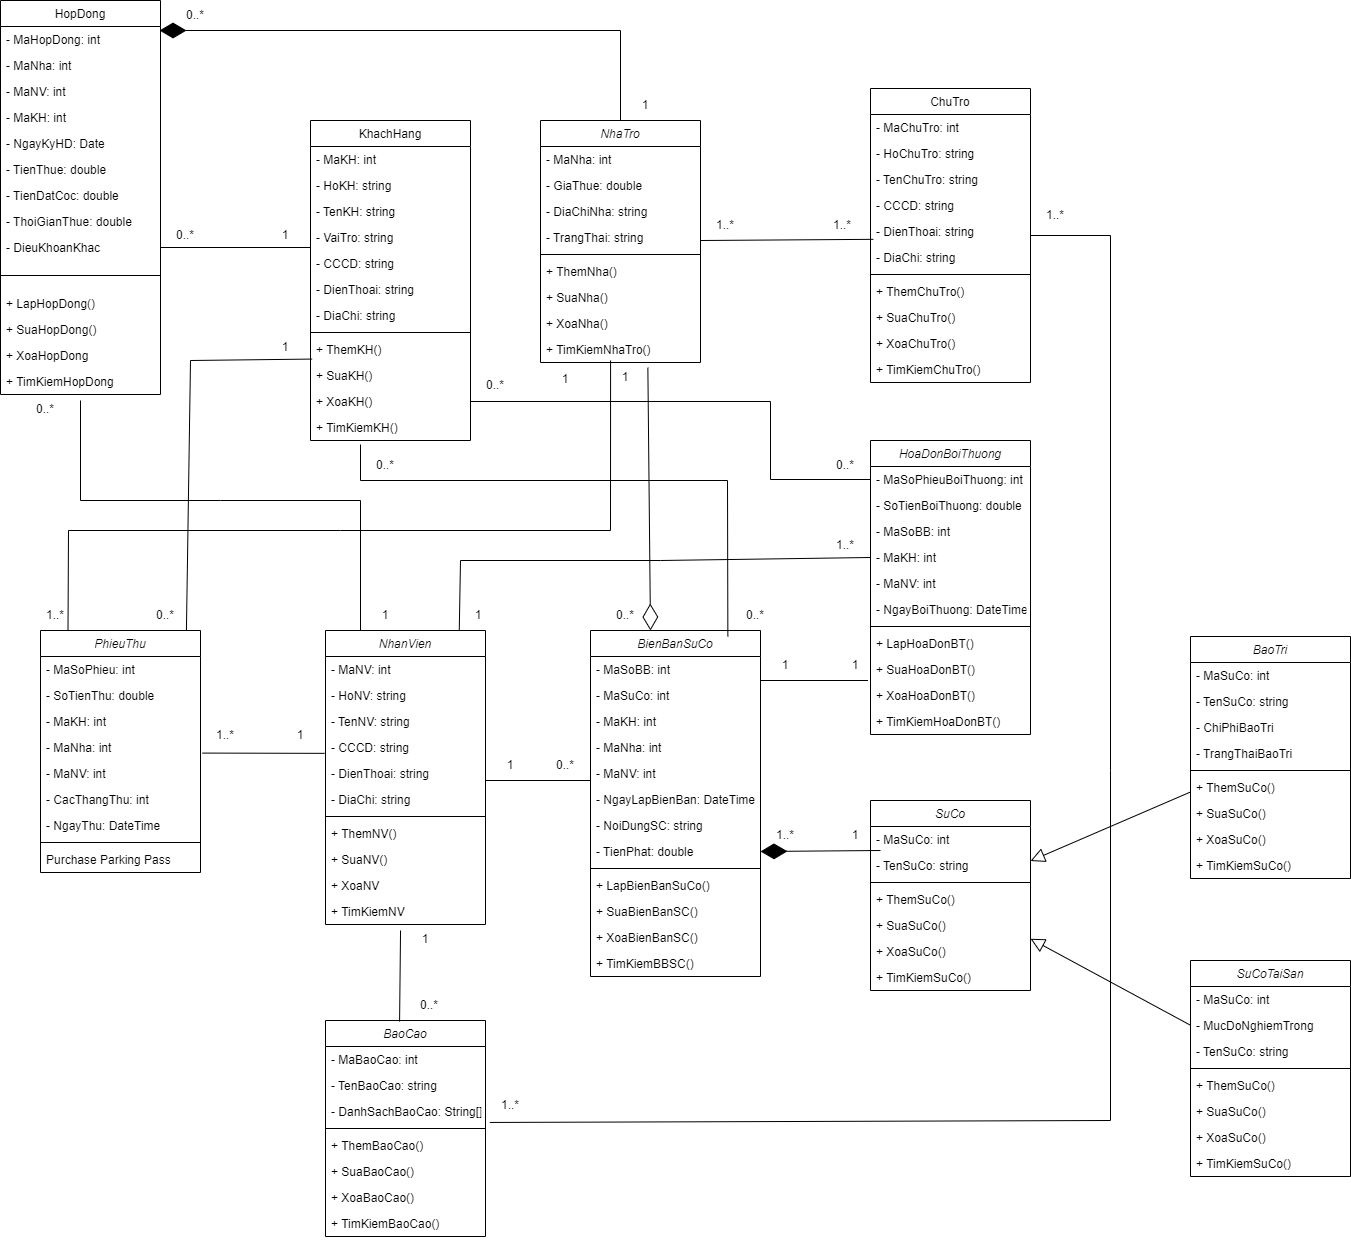 HopDong
- MaHopDong: int
- MaNha: int
- MaNV: int
- MaKH: int
- NgayKyHD: Date
- TienThue: double
- TienDatCoc: double
- ThoiGianThue: double
- DieuKhoanKhac
+ LapHopDong()
+ SuaHopDong()
+ XoaHopDong
+ TimKiemHopDong
0..*
1
0..*
1
1
0..*
KhachHang
- MaKH: int
- HoKH: string
- TenKH: string
- VaiTro: string
- CCCD: string
- DienThoai: string
- DiaChi: string
+ ThemKH()
+ SuaKH()
+ XoaKH()
+ TimKiemKH()
0..*
0..*
NhaTro
- MaNha: int
- GiaThue: double
- DiaChiNha: string
- TrangThai: string
+ ThemNha()
+ SuaNha()
+ XoaNha()
+ TimKiemNhaTro()
1
1
1..*
1..*
ChuTro
- MaChuTro: int
- HoChuTro: string
- TenChuTro: string
- CCCD: string
- DienThoai: string
- DiaChi: string
+ ThemChuTro()
+ SuaChuTro()
+ XoaChuTro()
+ TimKiemChuTro()
1..*
0..*
1..*
HoaDonBoiThuong
- MaSoPhieuBoiThuong: int
- SoTienBoiThuong: double
- MaSoBB: int
- MaKH: int
- MaNV: int
- NgayBoiThuong: DateTime
+ LapHoaDonBT()
+ SuaHoaDonBT()
+ XoaHoaDonBT()
+ TimKiemHoaDonBT()
1..*
0..*
1
1
0..*
0..*
PhieuThu
- MaSoPhieu: int
- SoTienThu: double
- MaKH: int
- MaNha: int
- MaNV: int
- CacThangThu: int
- NgayThu: DateTime
Purchase Parking Pass
1..*
1
NhanVien
- MaNV: int
- HoNV: string
- TenNV: string
- CCCD: string
- DienThoai: string
- DiaChi: string
+ ThemNV()
+ SuaNV()
+ XoaNV
+ TimKiemNV
1
0..*
BienBanSuCo
- MaSoBB: int
- MaSuCo: int
- MaKH: int
- MaNha: int
- MaNV: int
- NgayLapBienBan: DateTime
- NoiDungSC: string
- TienPhat: double
+ LapBienBanSuCo()
+ SuaBienBanSC()
+ XoaBienBanSC()
+ TimKiemBBSC()
1
1
1..*
1
SuCo
- MaSuCo: int
- TenSuCo: string
+ ThemSuCo()
+ SuaSuCo()
+ XoaSuCo()
+ TimKiemSuCo()
BaoTri
- MaSuCo: int
- TenSuCo: string
- ChiPhiBaoTri
- TrangThaiBaoTri
+ ThemSuCo()
+ SuaSuCo()
+ XoaSuCo()
+ TimKiemSuCo()
SuCoTaiSan
- MaSuCo: int
- MucDoNghiemTrong
- TenSuCo: string
+ ThemSuCo()
+ SuaSuCo()
+ XoaSuCo()
+ TimKiemSuCo()
1
0..*
BaoCao
- MaBaoCao: int
- TenBaoCao: string
- DanhSachBaoCao: String[]
+ ThemBaoCao()
+ SuaBaoCao()
+ XoaBaoCao()
+ TimKiemBaoCao()
1..*